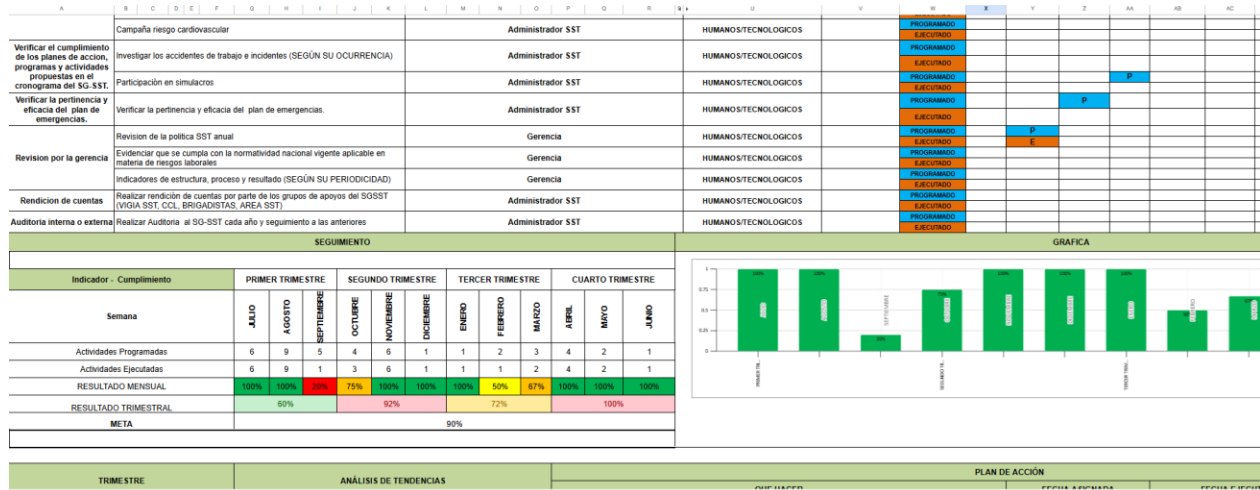 A B C D E F G H I J K L M N O P Q R S U V W X Y Z AA AB AC
Campaña riesgo cardiovascular Administrador SST HUMANOS/TECNOLOGICOS PROGRAMADO
EJECUTADO
Verificar el cumplimiento de los planes de accion, programas y actividades propuestas en el cronograma del SG-SST.
Investigar los accidentes de trabajo e incidentes (SEGÚN SU OCURRENCIA) Administrador SST HUMANOS/TECNOLOGICOS PROGRAMADO
EJECUTADO
Participaciòn en simulacros Administrador SST HUMANOS/TECNOLOGICOS PROGRAMADO P
EJECUTADO
Verificar la pertinencia y eficacia del plan de emergencias.
Verificar la pertinencia y eficacia del plan de emergencias. Administrador SST HUMANOS/TECNOLOGICOS PROGRAMADO P
EJECUTADO
Revision por la gerencia
Revision de la politica SST anual Gerencia HUMANOS/TECNOLOGICOS PROGRAMADO P
EJECUTADO E
Evidenciar que se cumpla con la normatividad nacional vigente aplicable en materia de riesgos laborales Gerencia HUMANOS/TECNOLOGICOS PROGRAMADO
EJECUTADO
Indicadores de estructura, proceso y resultado (SEGÚN SU PERIODICIDAD) Gerencia HUMANOS/TECNOLOGICOS PROGRAMADO
EJECUTADO
Rendicion de cuentas Realizar rendiciòn de cuentas por parte de los grupos de apoyos del SGSST (VIGIA SST, CCL, BRIGADISTAS, AREA SST) Administrador SST HUMANOS/TECNOLOGICOS PROGRAMADO
EJECUTADO
Auditoria interna o externa Realizar Auditoria al SG-SST cada año y seguimiento a las anteriores Administrador SST HUMANOS/TECNOLOGICOS PROGRAMADO
EJECUTADO
SEGUIMIENTO GRAFICA
Indicador - Cumplimiento PRIMER TRIMESTRE SEGUNDO TRIMESTRE TERCER TRIMESTRE CUARTO TRIMESTRE
Semana JULIO AGOSTO SEPTIEMBRE OCTUBRE NOVIEMBRE DICIEMBRE ENERO FEBRERO MARZO ABRIL MAYO JUNIO
Actividades Programadas 6 9 5 4 6 1 1 2 3 4 2 1
Actividades Ejecutadas 6 9 1 3 6 1 1 1 2 4 2 1
RESULTADO MENSUAL 100% 100% 20% 75% 100% 100% 100% 50% 67% 100% 100% 100%
RESULTADO TRIMESTRAL 60% 92% 72% 100%
META 90%
1
0.75
0.5
0.25
0
100% 100% 20% 100% 100% 100%
SEPTIEMBRE
TRIMESTRE ANÁLISIS DE TENDENCIAS PLAN DE ACCIÓN